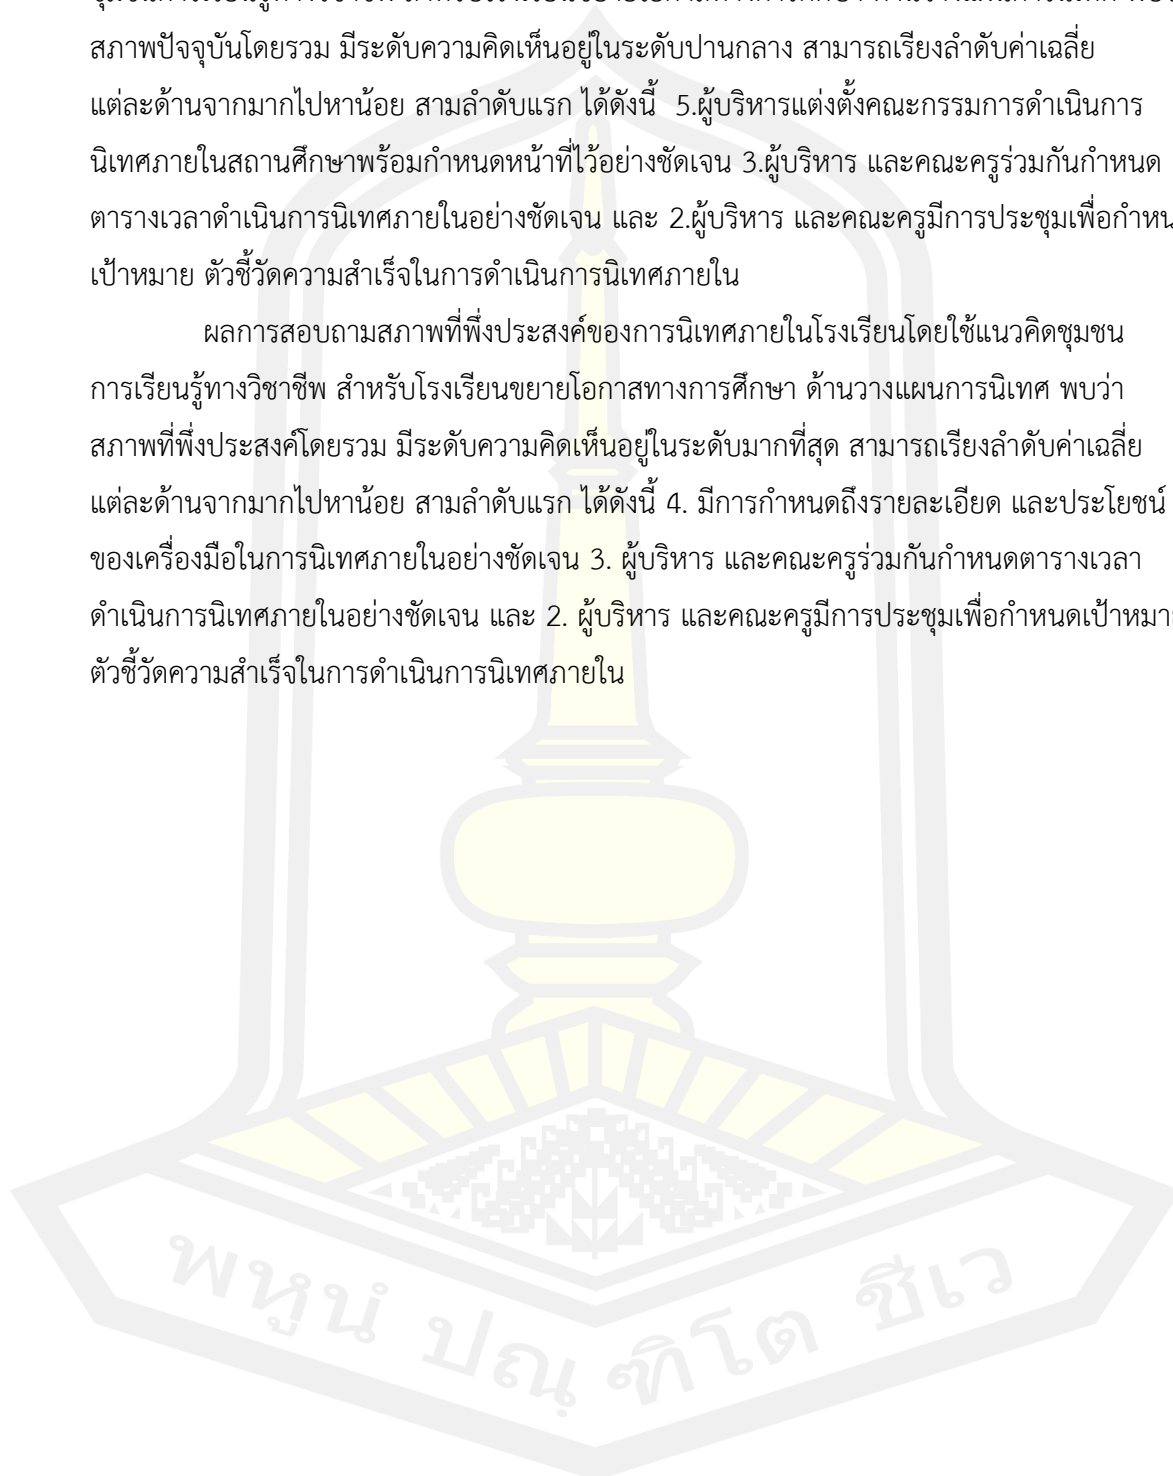 สภาพปัจจุบันโดยรวม มีระดับความคิดเห็นอยู่ในระดับปานกลาง สามารถเรียงลำดับค่าเฉลี่ย
แต่ละด้านจากมากไปหาน้อย สามลำดับแรก ได้ดังนี้ 5.ผู้บริหารแต่งตั้งคณะกรรมการดำเนินการ
นิเทศภายในสถานศึกษาพร้อมกำหนดหน้าที่ไว้อย่างชัดเจน 3.ผู้บริหาร และคณะครูร่วมกันกำหนด
ตารางเวลาดำเนินการนิเทศภายในอย่างชัดเจน และ 2.ผู้บริหาร และคณะครูมีการประชุมเพื่อกำหน
เป้าหมาย ตัวชี้วัดความสำเร็จในการดำเนินการนิเทศภายใน
ผลการสอบถามสภาพที่พึ่งประสงค์ของการนิเทศภายในโรงเรียนโดยใช้แนวคิดชุมชน
การเรียนรู้ทางวิชาชีพ สำหรับโรงเรียนขยายโอกาสทางการศึกษา ด้านวางแผนการนิเทศ พบว่า
สภาพที่พึ่งประสงค์โดยรวม มีระดับความคิดเห็นอยู่ในระดับมากที่สุด สามารถเรียงลำดับค่าเฉลี่ย
แต่ละด้านจากมากไปหาน้อย สามลำดับแรก ได้ดังนี้ 4. มีการกำหนดถึงรายละเอียด และประโยชน์
ของเครื่องมือในการนิเทศภายในอย่างชัดเจน 3. ผู้บริหาร และคณะครูร่วมกันกำหนดตารางเวลา
ดำเนินการนิเทศภายในอย่างชัดเจน และ 2. ผู้บริหาร และคณะครูมีการประชุมเพื่อกำหนดเป้าหมา
ตัวชี้วัดความสำเร็จในการดำเนินการนิเทศภายใน
พหูนํ ปณฺฑิโต ชีเว